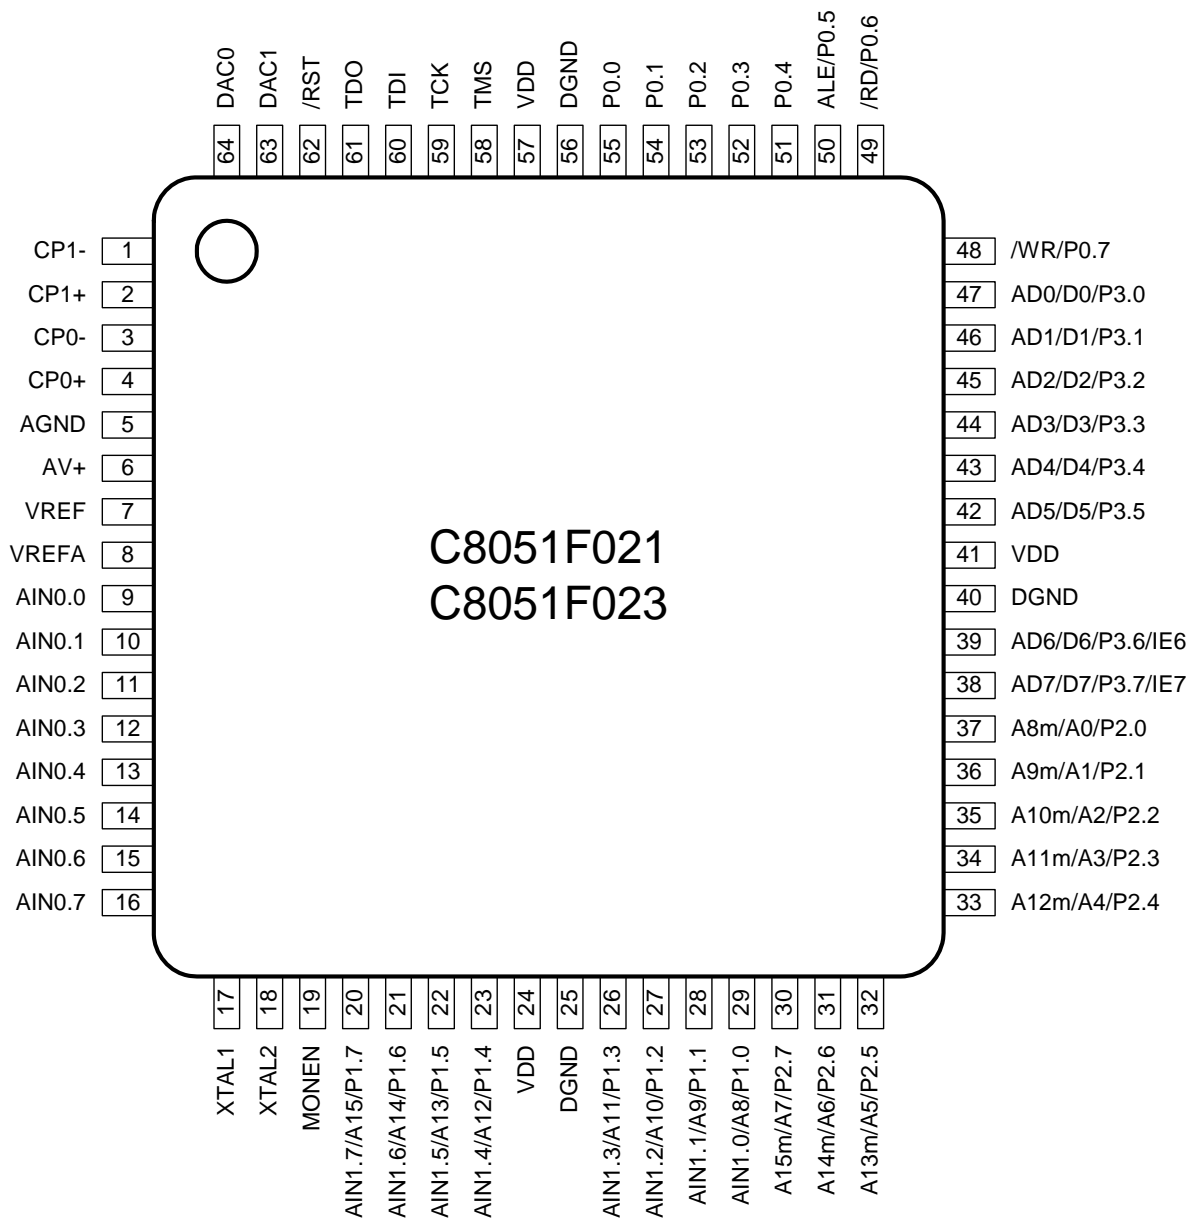 DAC0
DAC1
/RST
TDO
TDI
TCK
TMS
VDD
DGND
P0.0
P0.1
P0.2
P0.3
P0.4
ALE/P0.5
/RD/P0.6
64
63
62
61
60
59
58
57
56
55
54
53
52
51
50
49
CP1- 1
CP1+ 2
CP0- 3
CP0+ 4
AGND 5
AV+ 6
VREF 7
VREFA 8
AIN0.0 9
AIN0.1 10
AIN0.2 11
AIN0.3 12
AIN0.4 13
AIN0.5 14
AIN0.6 15
AIN0.7 16
C8051F021
C8051F023
48 /WR/P0.7
47 AD0/D0/P3.0
46 AD1/D1/P3.1
45 AD2/D2/P3.2
44 AD3/D3/P3.3
43 AD4/D4/P3.4
42 AD5/D5/P3.5
41 VDD
40 DGND
39 AD6/D6/P3.6/IE6
38 AD7/D7/P3.7/IE7
37 A8m/A0/P2.0
36 A9m/A1/P2.1
35 A10m/A2/P2.2
34 A11m/A3/P2.3
33 A12m/A4/P2.4
17
18
19
20
21
22
23
24
25
26
27
28
29
30
31
32
XTAL1
XTAL2
MONEN
AIN1.7/A15/P1.7
AIN1.6/A14/P1.6
AIN1.5/A13/P1.5
AIN1.4/A12/P1.4
VDD
DGND
AIN1.3/A11/P1.3
AIN1.2/A10/P1.2
AIN1.1/A9/P1.1
AIN1.0/A8/P1.0
A15m/A7/P2.7
A14m/A6/P2.6
A13m/A5/P2.5